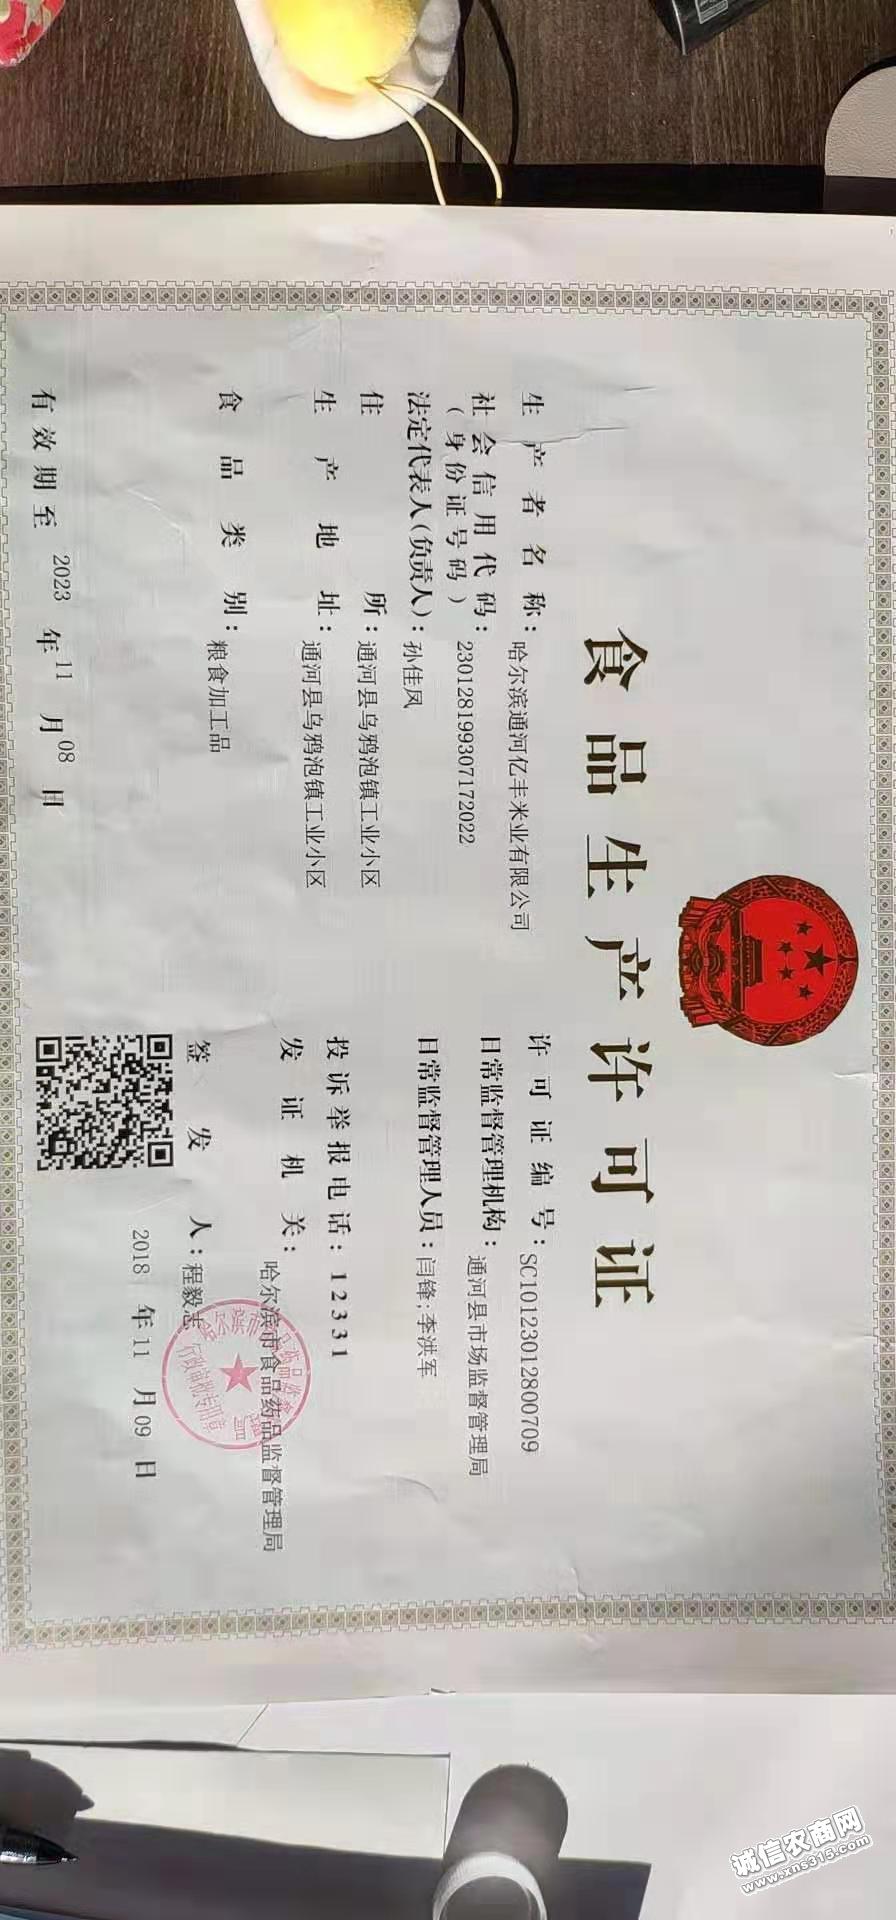 食品生产许可证
生产者名称：哈尔滨通河亿丰米业有限公司
社会信用代码：230128199307172022
（身份证号码）
法定代表人（负责人）：孙佳凤
住所：通河县乌鸦泡镇工业小区
生产地址：通河县乌鸦泡镇工业小区
食品类别：粮食加工品
有效期至 2023 年 11 月 08 日
许可证编号：SC10123012800709
日常监督管理机构：通河县市场监督管理局
日常监督管理人员：闫锋;李洪军
投诉举报电话：12331
发证机关：哈尔滨市食品药品监督管理局
签发人：程毅志
2018 年 11 月 09 日
行政审批专用章
诚信农商网
www.xns315.com